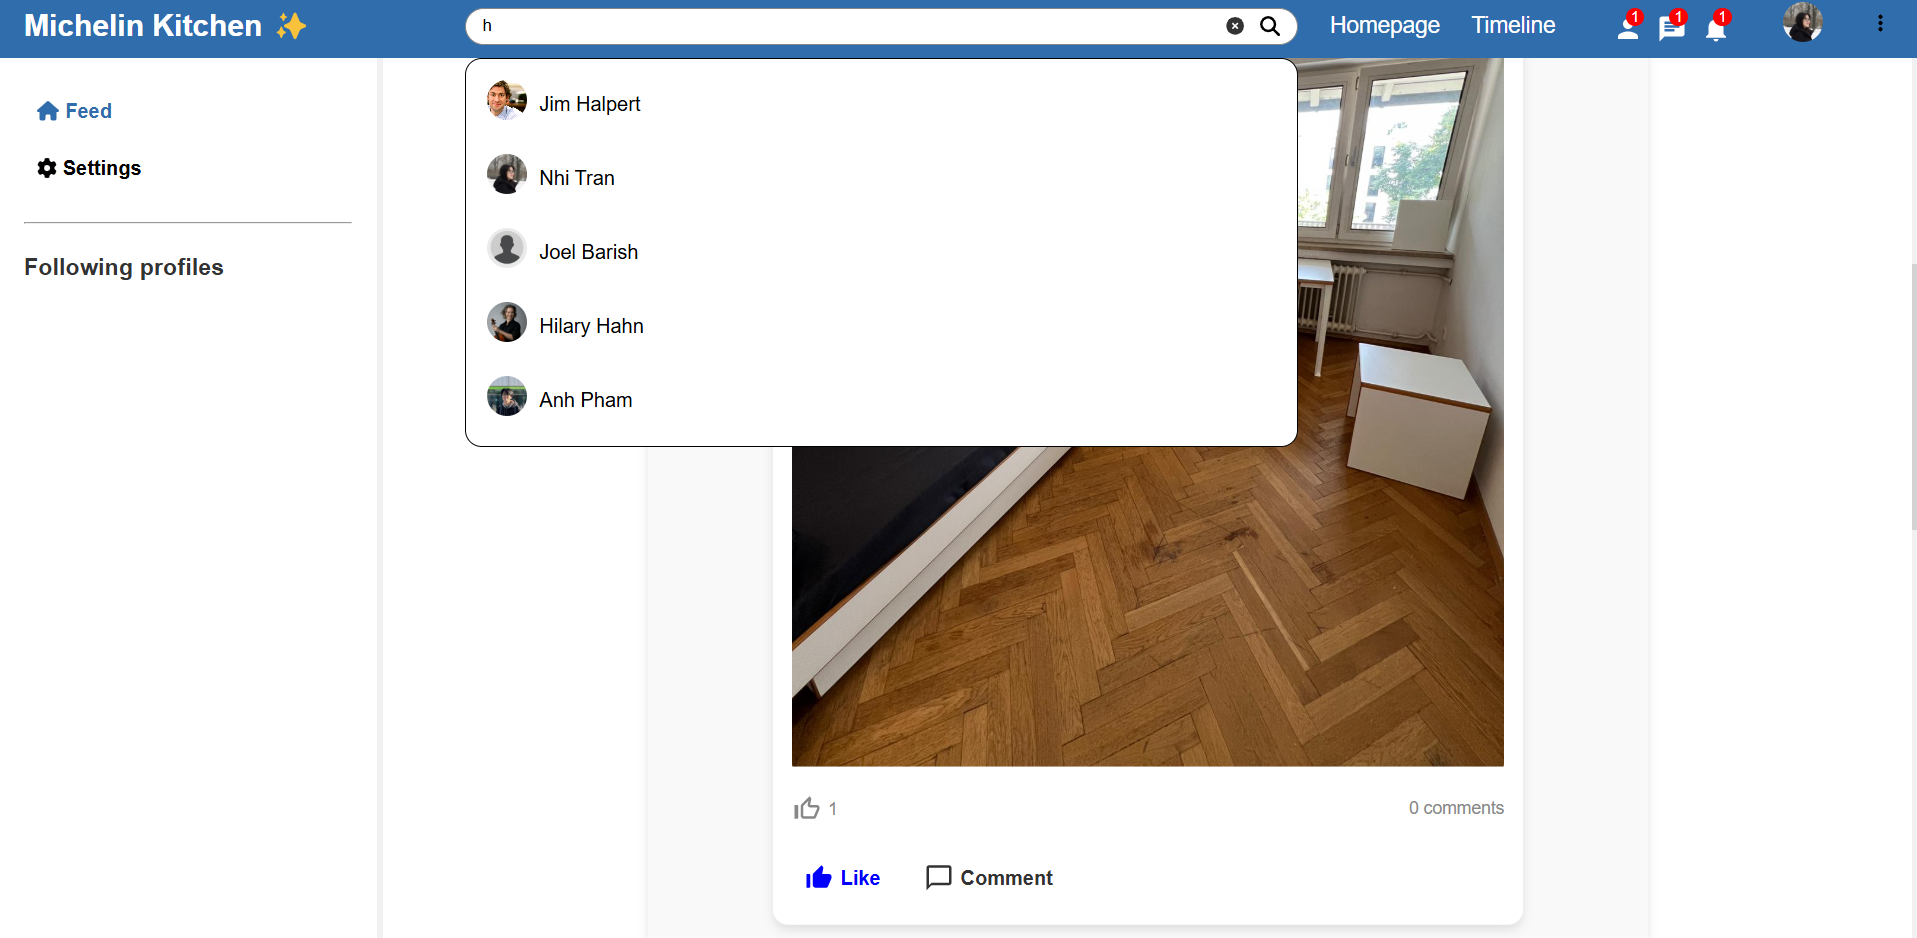 Michelin Kitchen ✨
h
Homepage
Timeline
1
1
1
Feed
Settings
Following profiles
Jim Halpert
Nhi Tran
Joel Barish
Hilary Hahn
Anh Pham
1
0 comments
Like
Comment